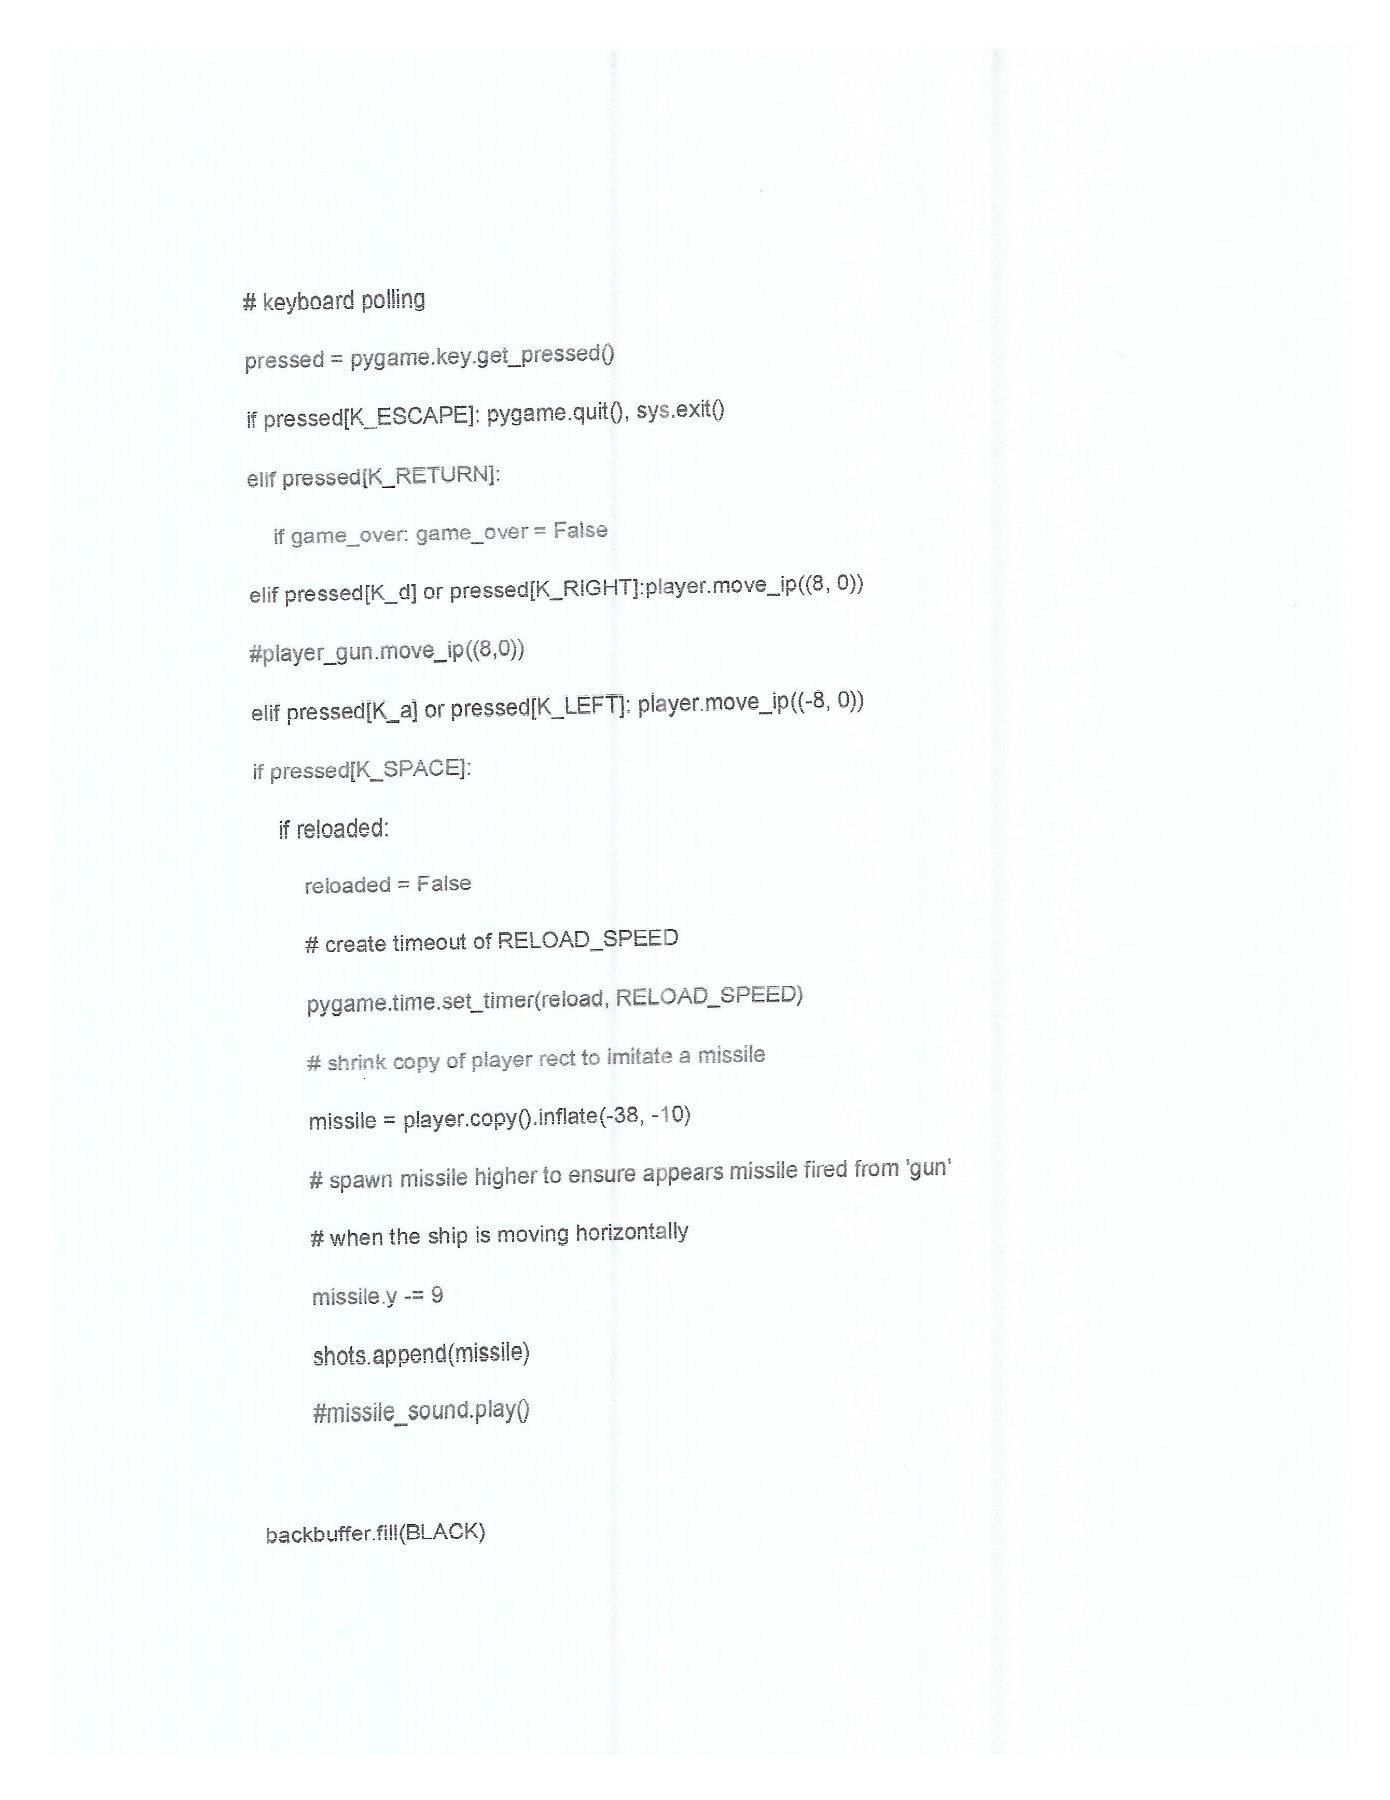 # keyboard polling
pressed = pygame.key.get_pressed()
if pressed[K_ESCAPE]: pygame.quit(), sys.exit()
elif pressed[K_RETURN]:
if game_over: game_over = False
elif pressed[K_d] or pressed[K_RIGHT]:player.move_ip((8, 0))
#player_gun.move_ip((8,0))
elif pressed[K_a] or pressed[K_LEFT]: player.move_ip((-8, 0))
if pressed[K_SPACE]:
if reloaded:
reloaded = False
# create timeout of RELOAD_SPEED
pygame.time.set_timer(reload, RELOAD_SPEED)
# shrink copy of player rect to imitate a missile
missile = player.copy().inflate(-38, -10)
# spawn missile higher to ensure appears missile fired from 'gun'
# when the ship is moving horizontally
missile.y -= 9
shots.append(missile)
#missile_sound.play()
backbuffer.fill(BLACK)